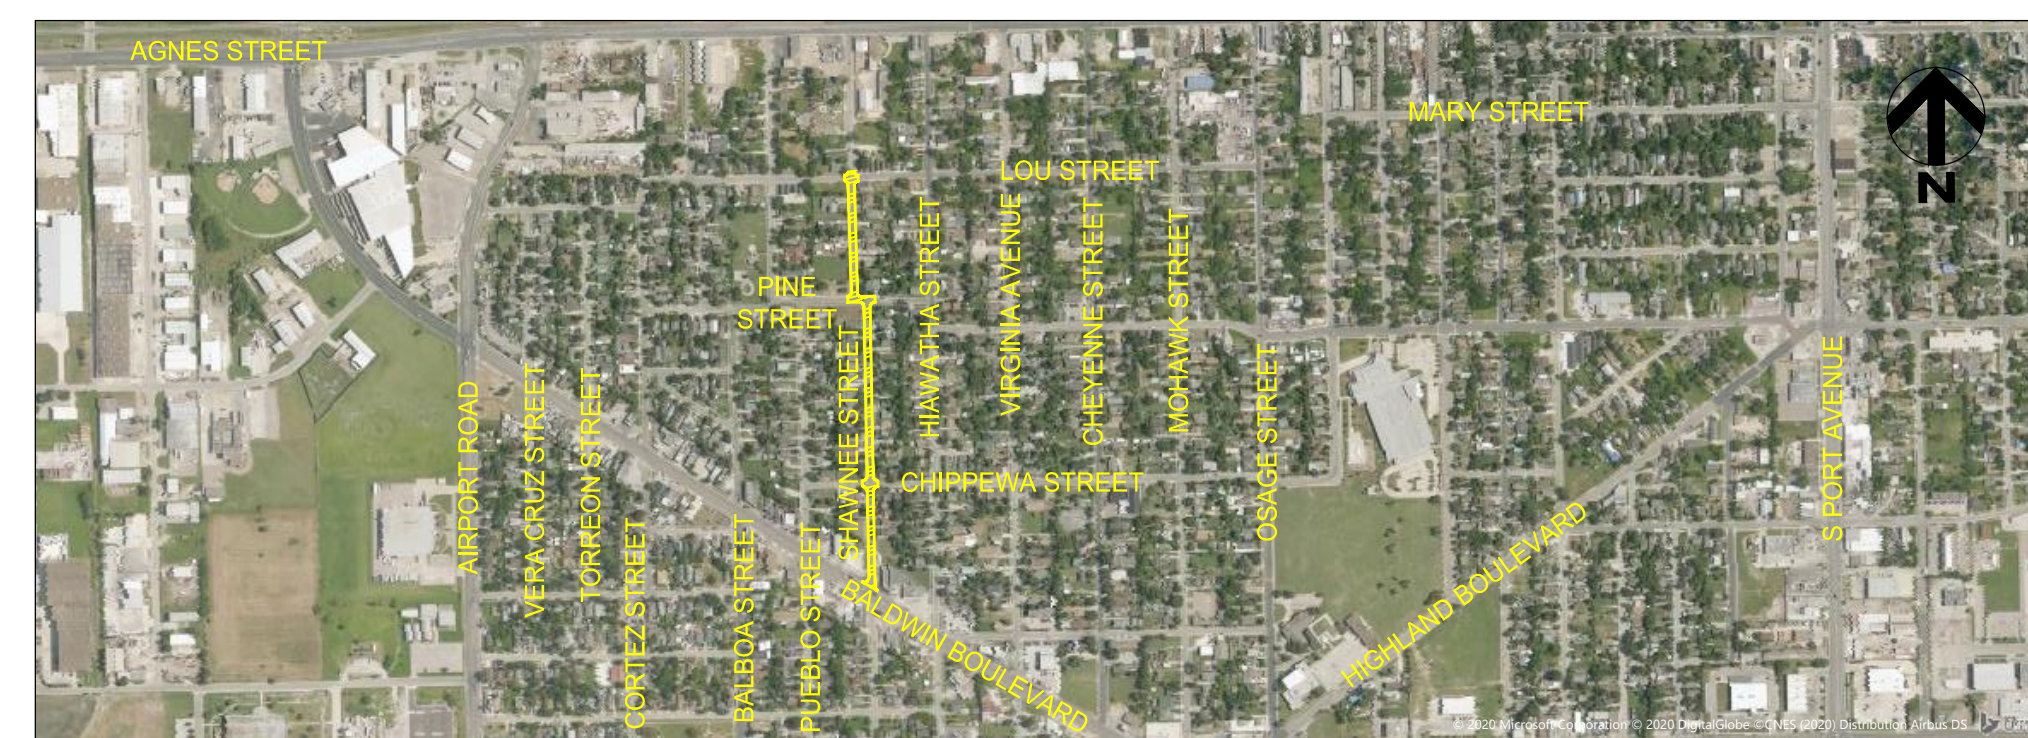 AGNES STREET
MARY STREET
LOU STREET
N
PINE
STREET
SHAWNEE STREET
HIAWATHA STREET
VIRGINIA AVENUE
CHEYENNE STREET
MOHAWK STREET
OSAGE STREET
S PORT AVENUE
AIRPORT ROAD
VERA CRUZ STREET
TORREON STREET
CORTEZ STREET
BALBOA STREET
PUEBLO STREET
CHIPPEWA STREET
BALDWIN BOULEVARD
HIGHLAND BOULEVARD
© 2020 Microsoft Corporation © 2020 DigitalGlobe ©CNES (2020) Distribution Airbus DS